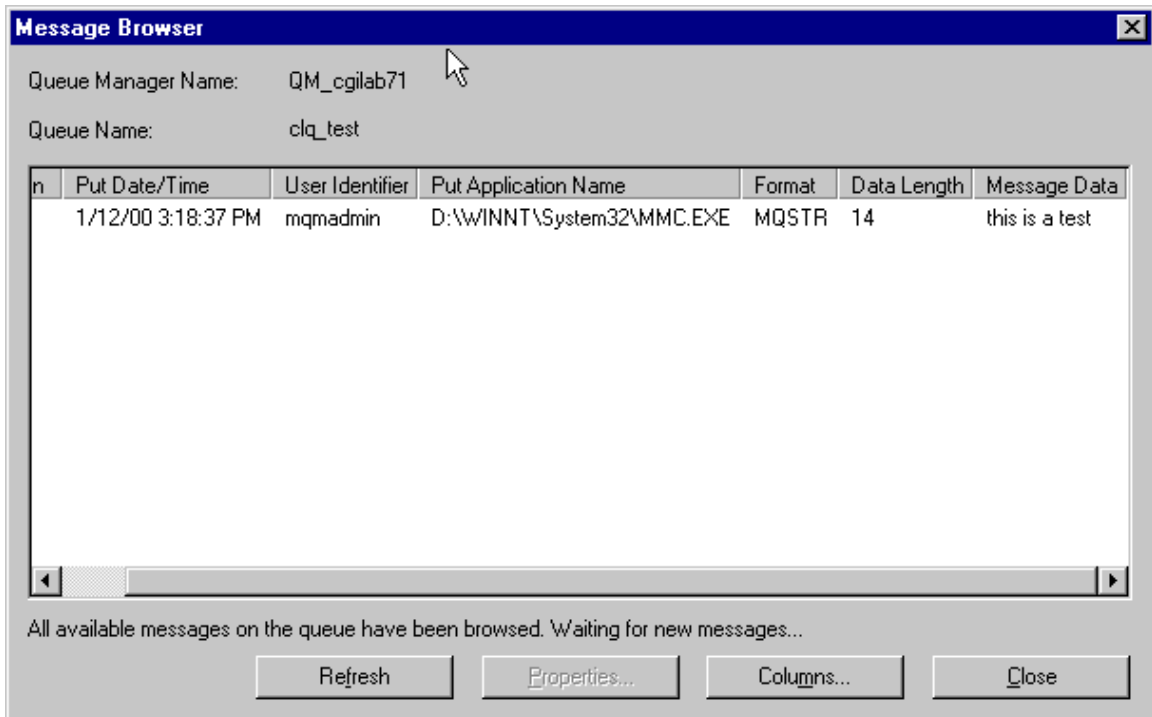 Message Browser
Queue Manager Name: QM_cgilab71
Queue Name: clq_test
n Put Date/Time User Identifier Put Application Name Format Data Length Message Data
1/12/00 3:18:37 PM mqmadmin D:\WINNT\System32\MMC.EXE MQSTR 14 this is a test
All available messages on the queue have been browsed. Waiting for new messages...
Refresh Properties... Columns... Close